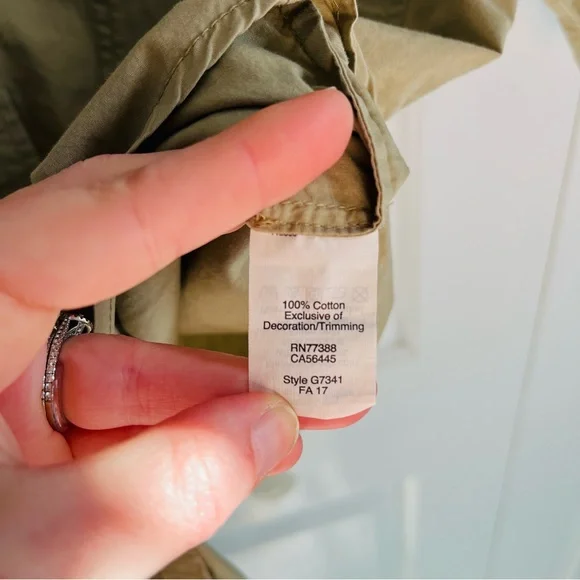 100% Cotton
Exclusive of
Decoration/Trimming
RN77388
CA56445
Style G7341
FA 17